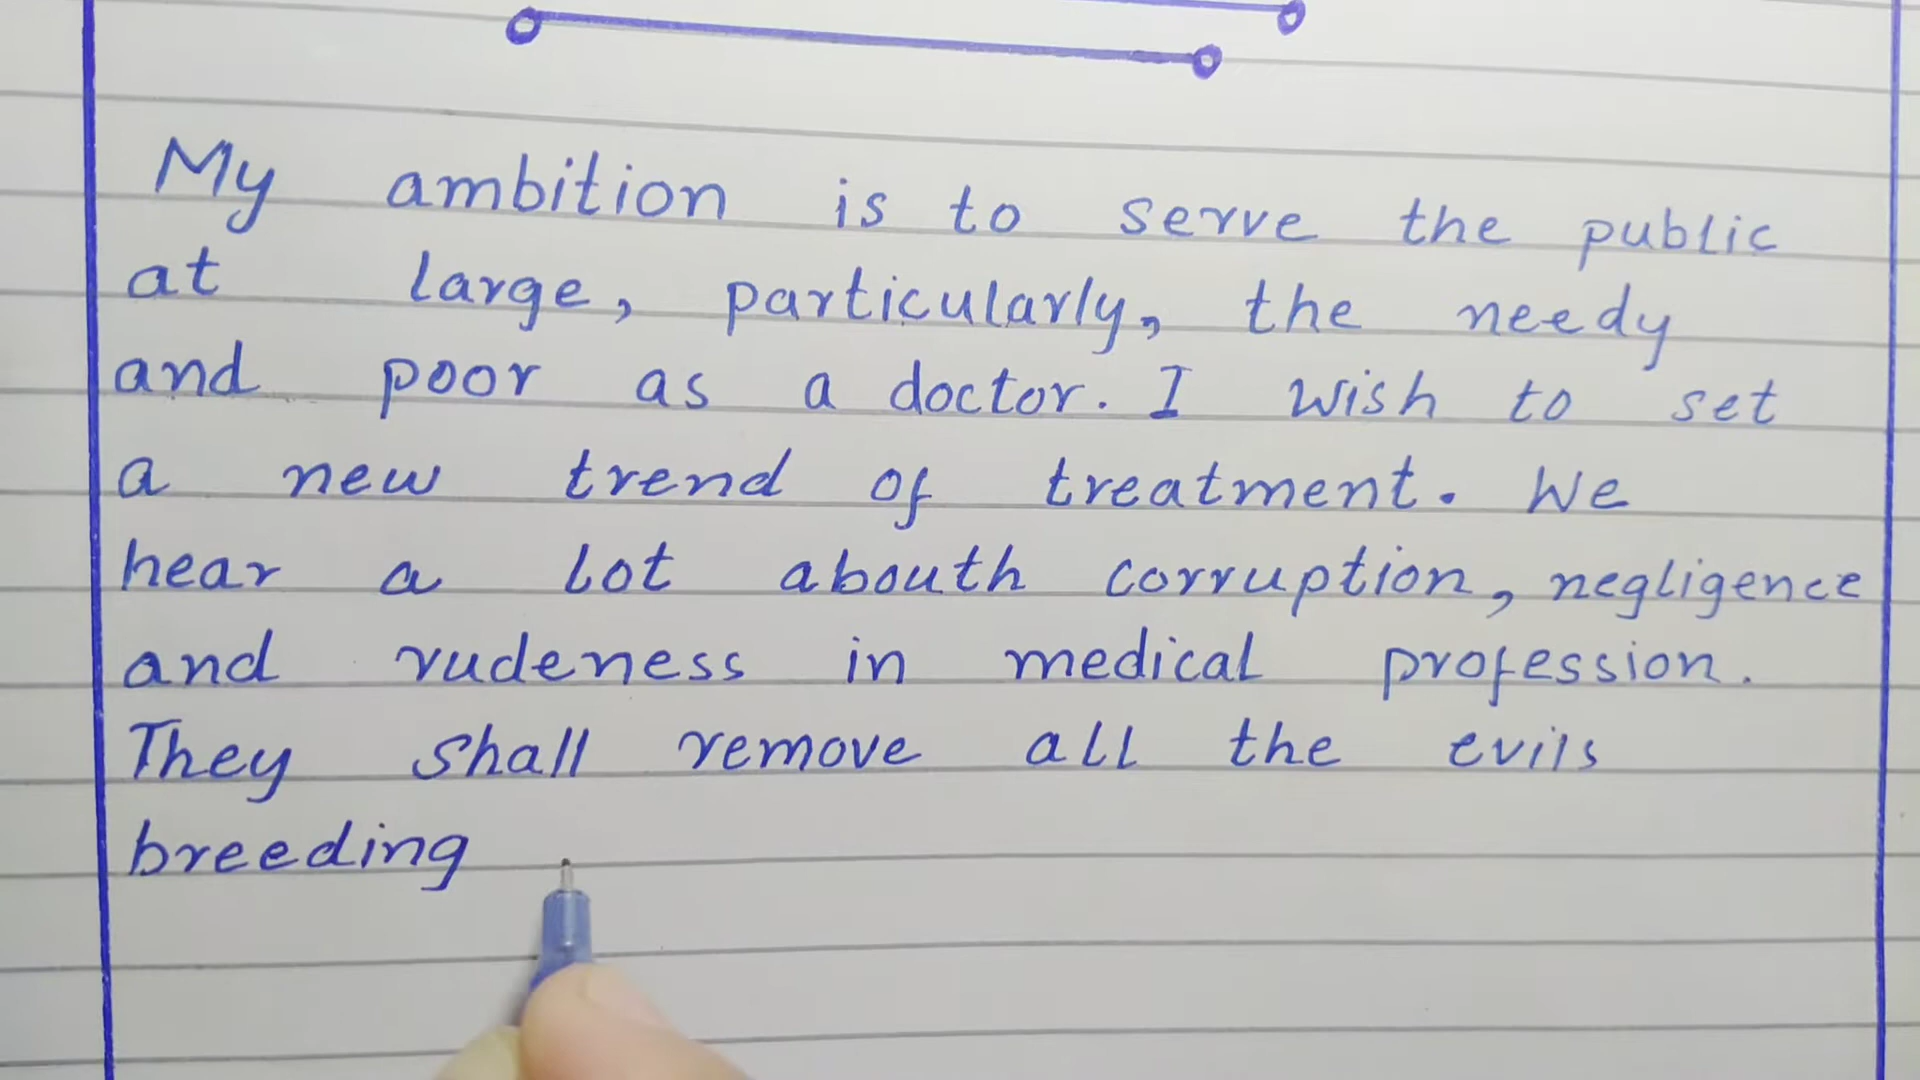 My ambition is to serve the public
at large, particularly, the needy
and poor as a doctor. I wish to set
a new trend of treatment. We
hear a lot abouth corruption, negligence
and rudeness in medical profession.
They shall remove all the evils
breeding